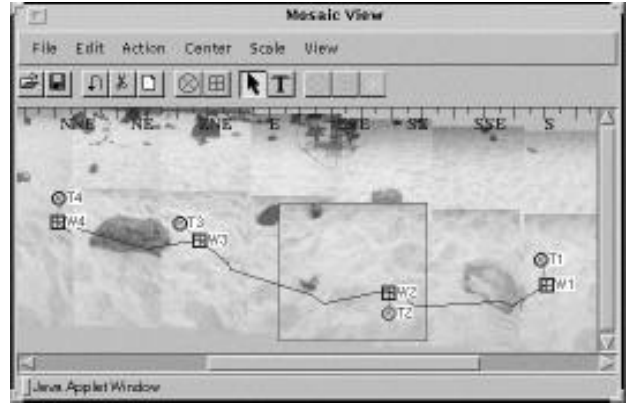 Mosaic View
File Edit Action Center Scale View
T
NNE NE ENE E ESE SE SSE S
T4
W4
T3
W3
W2
T2
T1
W1
Java Applet Window